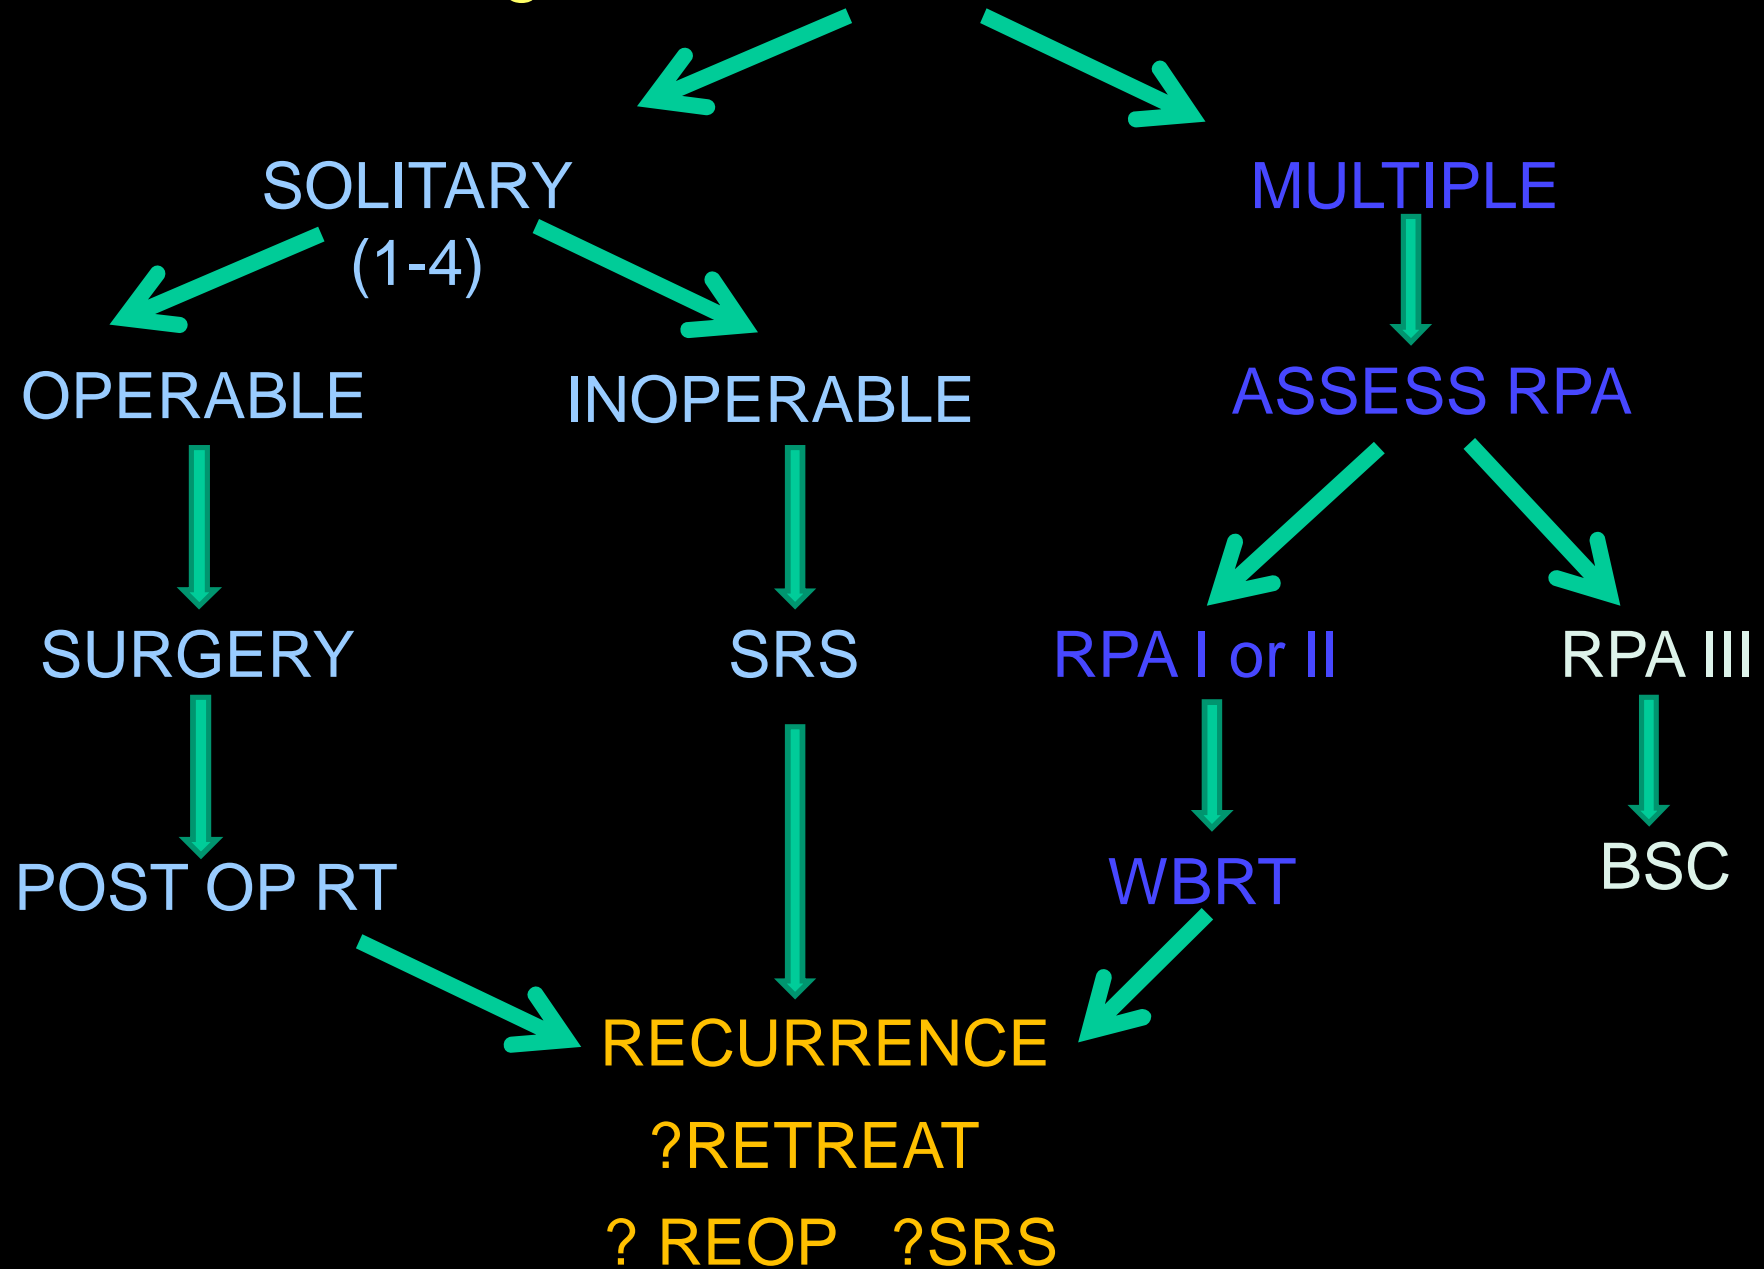 SOLITARY
(1-4)
MULTIPLE
OPERABLE
INOPERABLE
ASSESS RPA
SURGERY
SRS
RPA I or II
RPA III
POST OP RT
WBRT
BSC
RECURRENCE
?RETREAT
? REOP ?SRS